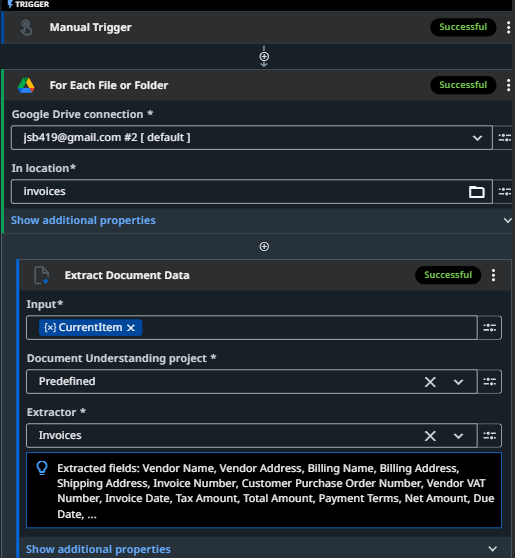 TRIGGER
Manual Trigger
Successful
For Each File or Folder
Successful
Google Drive connection *
jsb419@gmail.com #2 [ default ]
In location*
invoices
Show additional properties
Extract Document Data
Successful
Input*
{x} CurrentItem ×
Document Understanding project *
Predefined
Extractor *
Invoices
Extracted fields: Vendor Name, Vendor Address, Billing Name, Billing Address,
Shipping Address, Invoice Number, Customer Purchase Order Number, Vendor VAT
Number, Invoice Date, Tax Amount, Total Amount, Payment Terms, Net Amount, Due
Date, ...
Show additional properties